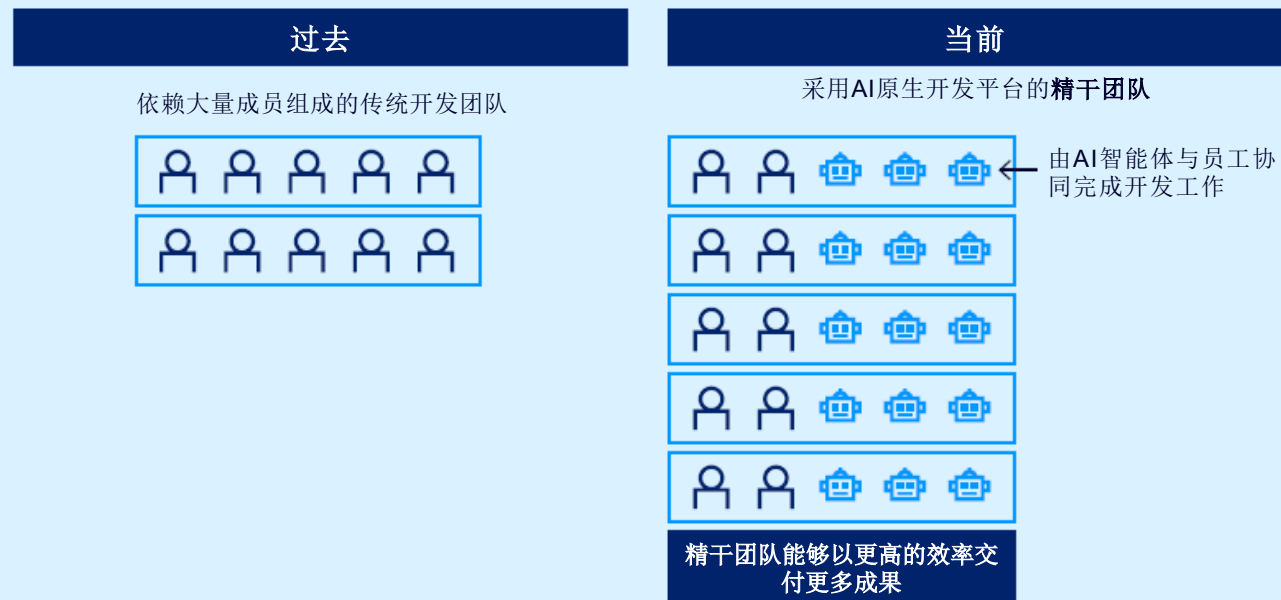 过去
依赖大量成员组成的传统开发团队
当前
采用AI原生开发平台的精干团队
由AI智能体与员工协
同完成开发工作
精干团队能够以更高的效率交
付更多成果